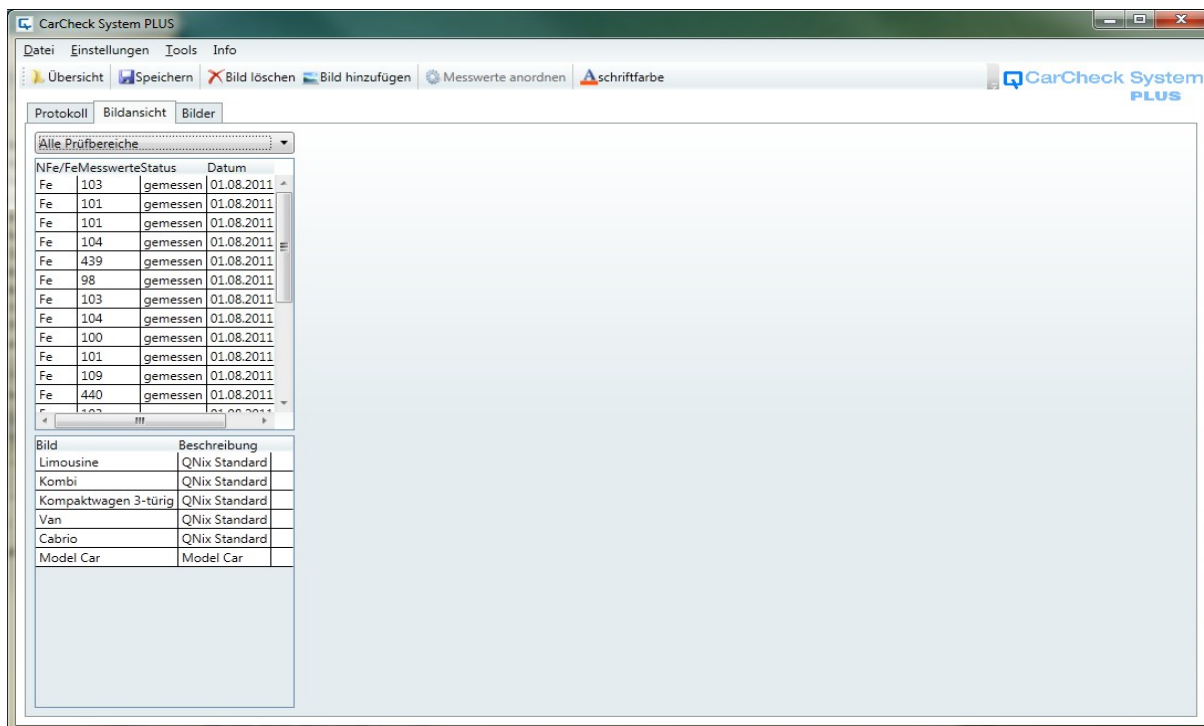 CarCheck System PLUS
Datei Einstellungen Tools Info
Übersicht Speichern Bild löschen Bild hinzufügen Messwerte anordnen Aschriftfarbe
CarCheck System
PLUS
Protokoll Bildansicht Bilder
Alle Prüfbereiche
NFe/FeMesswerteStatus Datum
Fe 103 gemessen 01.08.2011
Fe 101 gemessen 01.08.2011
Fe 101 gemessen 01.08.2011
Fe 104 gemessen 01.08.2011
Fe 439 gemessen 01.08.2011
Fe 98 gemessen 01.08.2011
Fe 103 gemessen 01.08.2011
Fe 104 gemessen 01.08.2011
Fe 100 gemessen 01.08.2011
Fe 101 gemessen 01.08.2011
Fe 109 gemessen 01.08.2011
Fe 440 gemessen 01.08.2011
Bild Beschreibung
Limousine QNix Standard
Kombi QNix Standard
Kompaktwagen 3-türig QNix Standard
Van QNix Standard
Cabrio QNix Standard
Model Car Model Car